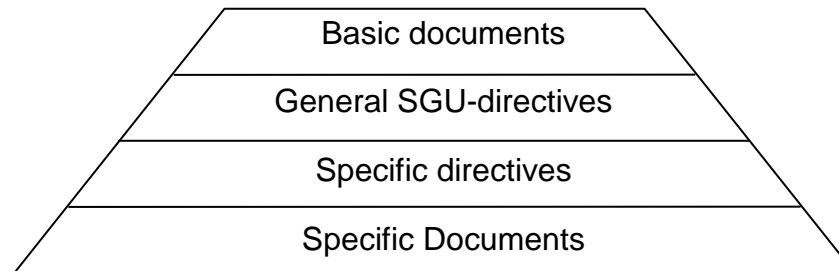 Basic documents
General SGU-directives
Specific directives
Specific Documents